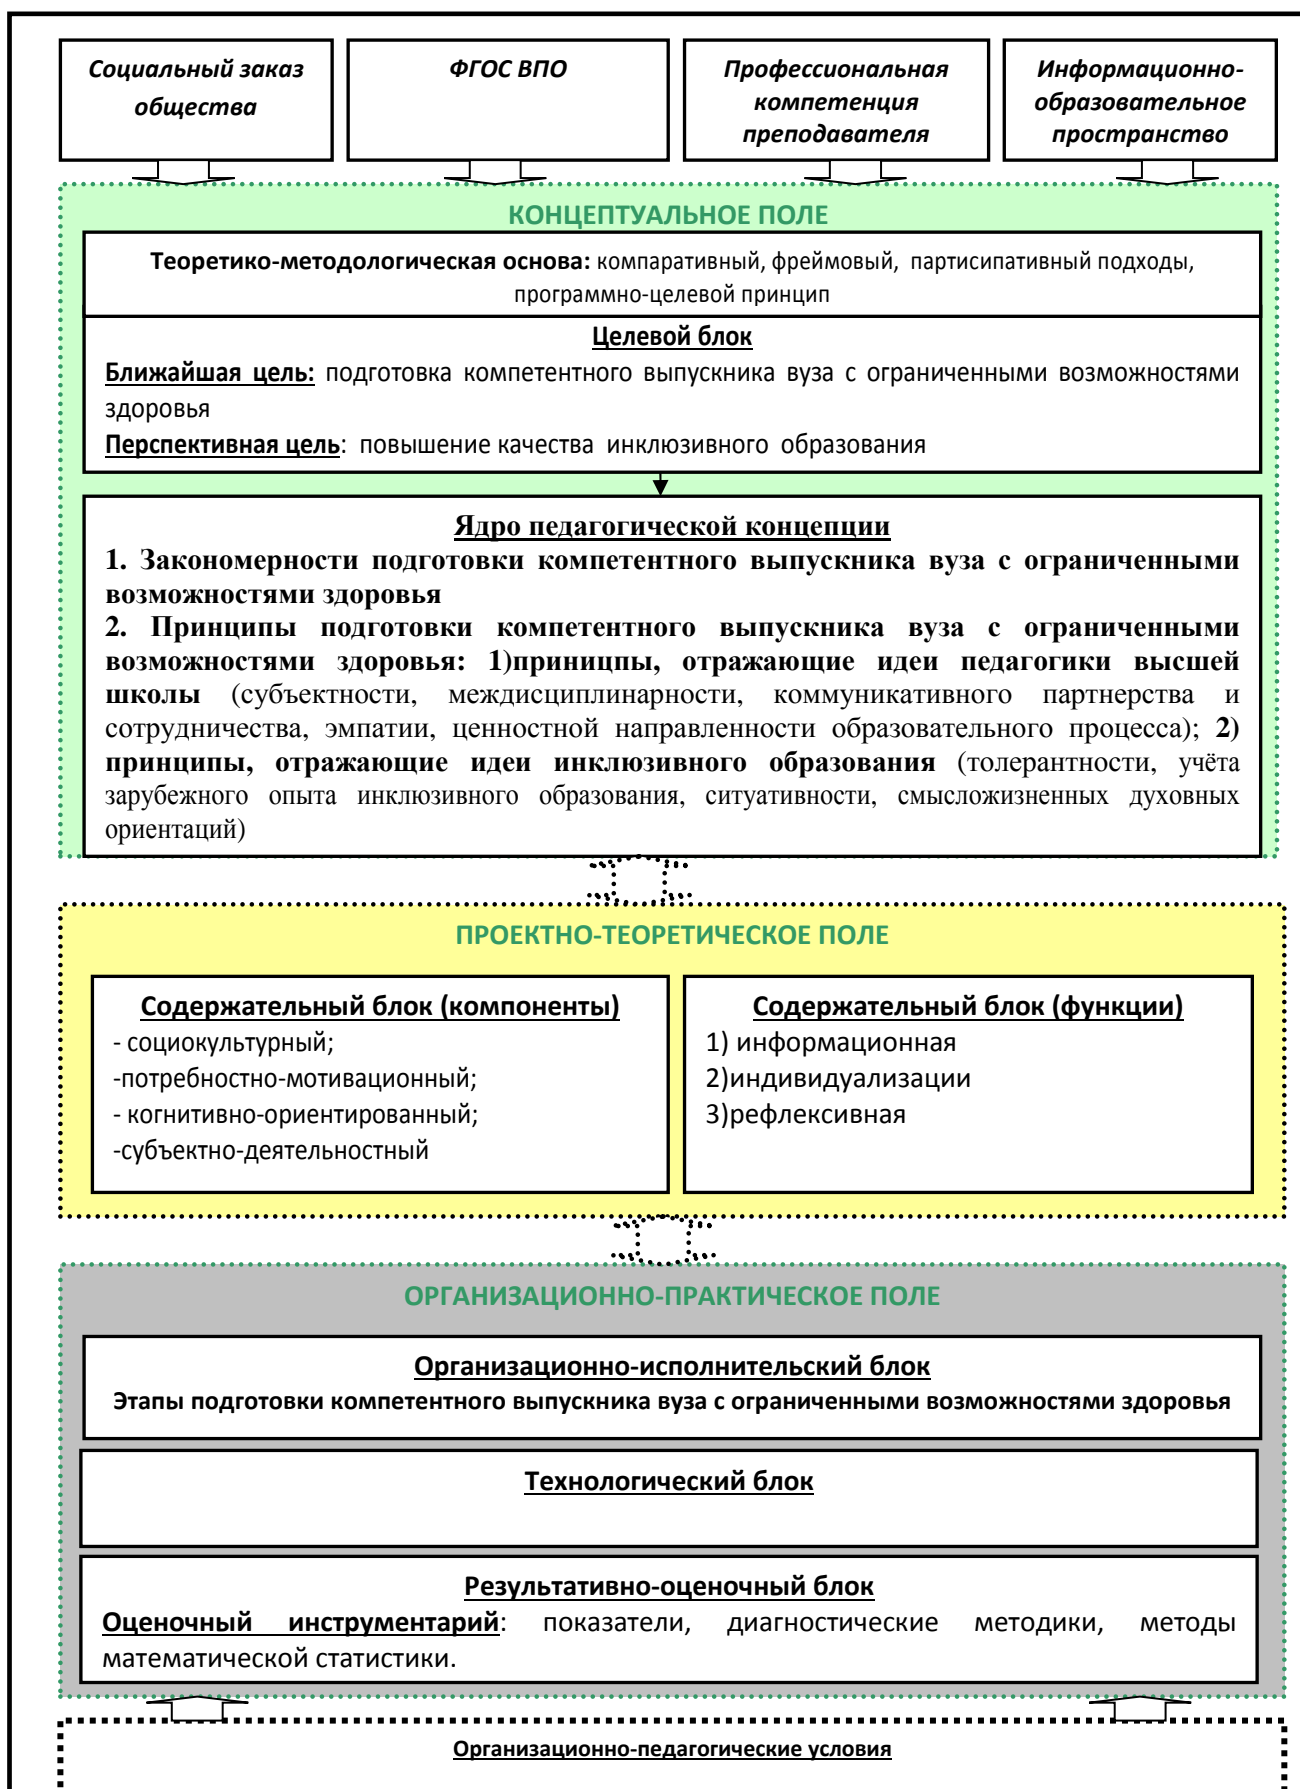 Социальный заказ
общества
ФГОС ВПО
Профессиональная
компетенция
преподавателя
Информационно-
образовательное
пространство
КОНЦЕПТУАЛЬНОЕ ПОЛЕ
Теоретико-методологическая основа: компаративный, фреймовый, партисипативный подходы,
программно-целевой принцип
Целевой блок
Ближайшая цель: подготовка компетентного выпускника вуза с ограниченными возможностями
здоровья
Перспективная цель: повышение качества инклюзивного образования
Ядро педагогической концепции
1. Закономерности подготовки компетентного выпускника вуза с ограниченными
возможностями здоровья
2. Принципы подготовки компетентного выпускника вуза с ограниченными
возможностями здоровья: 1)приницпы, отражающие идеи педагогики высшей
школы (субъектности, междисциплинарности, коммуникативного партнерства и
сотрудничества, эмпатии, ценностной направленности образовательного процесса); 2)
принципы, отражающие идеи инклюзивного образования (толерантности, учёта
зарубежного опыта инклюзивного образования, ситуативности, смысложизненных духовных
ориентаций)
ПРОЕКТНО-ТЕОРЕТИЧЕСКОЕ ПОЛЕ
Содержательный блок (компоненты)
- социокультурный;
-потребностно-мотивационный;
- когнитивно-ориентированный;
-субъектно-деятельностный
Содержательный блок (функции)
1) информационная
2)индивидуализации
3)рефлексивная
ОРГАНИЗАЦИОННО-ПРАКТИЧЕСКОЕ ПОЛЕ
Организационно-исполнительский блок
Этапы подготовки компетентного выпускника вуза с ограниченными возможностями здоровья
Технологический блок
Результативно-оценочный блок
Оценочный инструментарий: показатели, диагностические методики, методы
математической статистики.
Организационно-педагогические условия